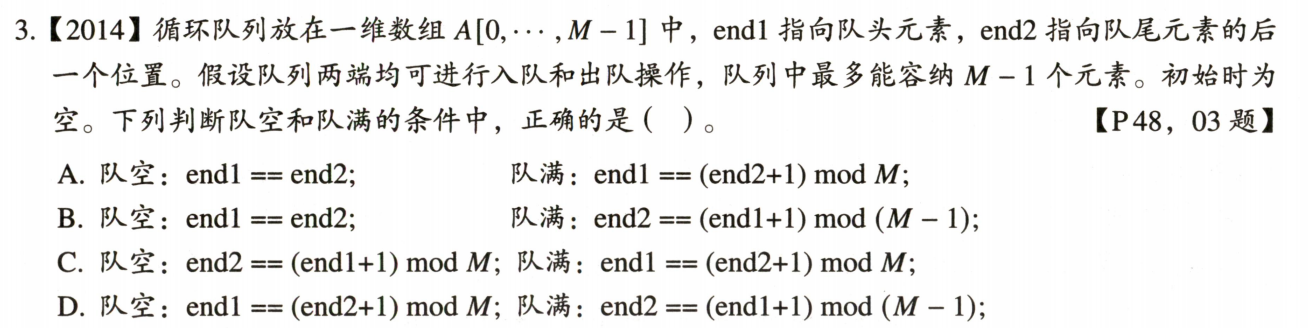 3.【2014】循环队列放在一维数组 A[0,⋯,M − 1] 中，end1 指向队头元素，end2 指向队尾元素的后
一个位置。假设队列两端均可进行入队和出队操作，队列中最多能容纳 M − 1 个元素。初始时为
空。下列判断队空和队满的条件中，正确的是（ ）。 【P48，03 题】
A. 队空：end1 == end2; 队满：end1 == (end2+1) mod M;
B. 队空：end1 == end2; 队满：end2 == (end1+1) mod (M − 1);
C. 队空：end2 == (end1+1) mod M; 队满：end1 == (end2+1) mod M;
D. 队空：end1 == (end2+1) mod M; 队满：end2 == (end1+1) mod (M − 1);